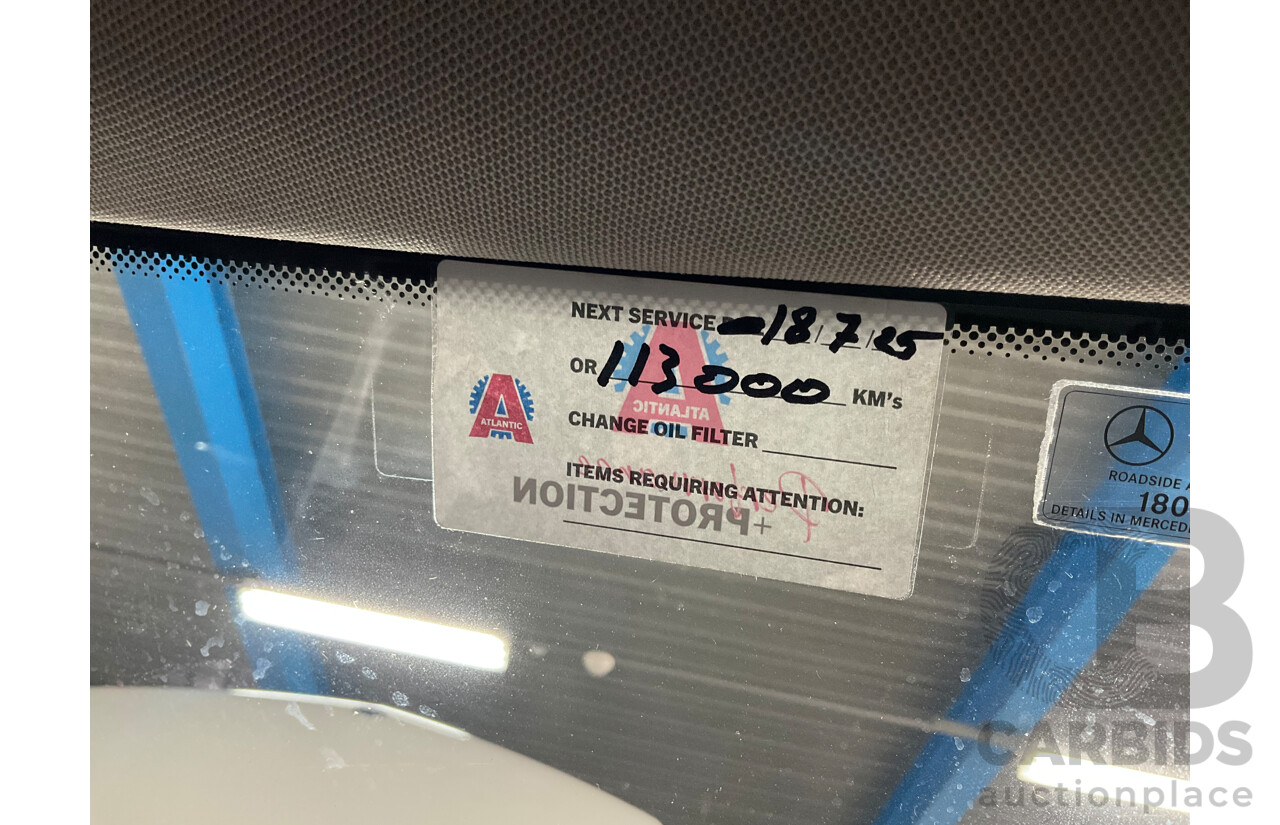 NEXT SERVICE 18/7/25
OR 113000 KM's
ATLANTIC
CHANGE OIL FILTER
ITEMS REQUIRING ATTENTION:
ATLANTIC
Performance
+PROTECTION
ROADSIDE
180
DETAILS IN MERCED
B
CARBIDS
auctionplace